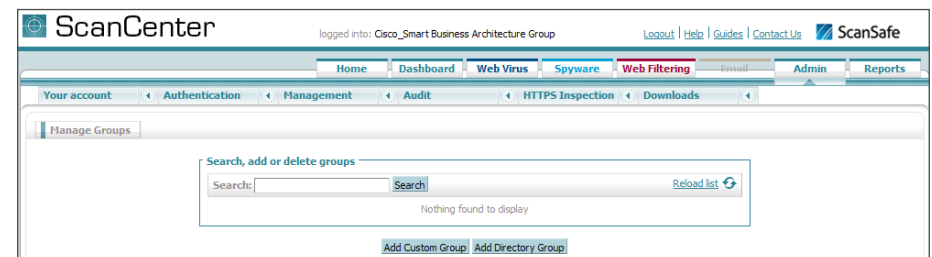 ScanCenter
logged into: Cisco_Smart Business Architecture Group
Logout | Help | Guides | Contact Us
ScanSafe
Home Dashboard Web Virus Spyware Web Filtering Email Admin Reports
Your account Authentication Management Audit HTTPS Inspection Downloads
Manage Groups
Search, add or delete groups
Search: Search Reload list
Nothing found to display
Add Custom Group Add Directory Group